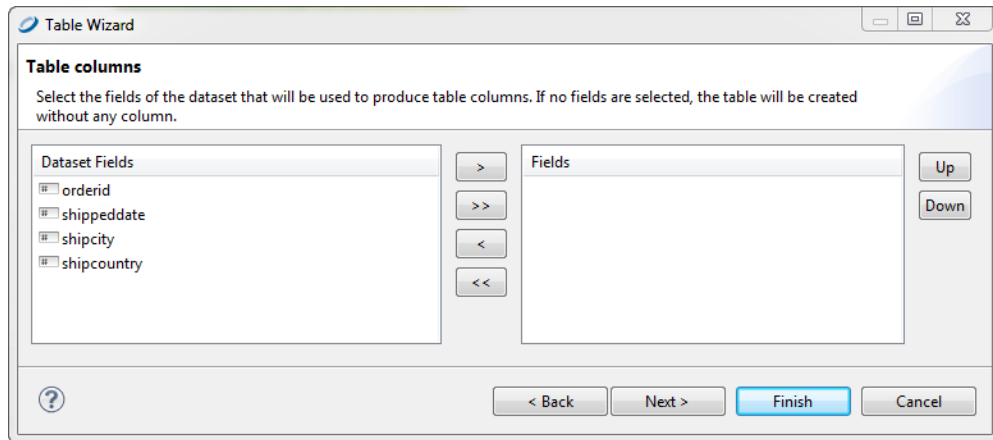 Table Wizard
Table columns
Select the fields of the dataset that will be used to produce table columns. If no fields are selected, the table will be created
without any column.
Dataset Fields
orderid
shippeddate
shipcity
shipcountry
>
>>
<
<<
Fields
Up
Down
?
< Back
Next >
Finish
Cancel